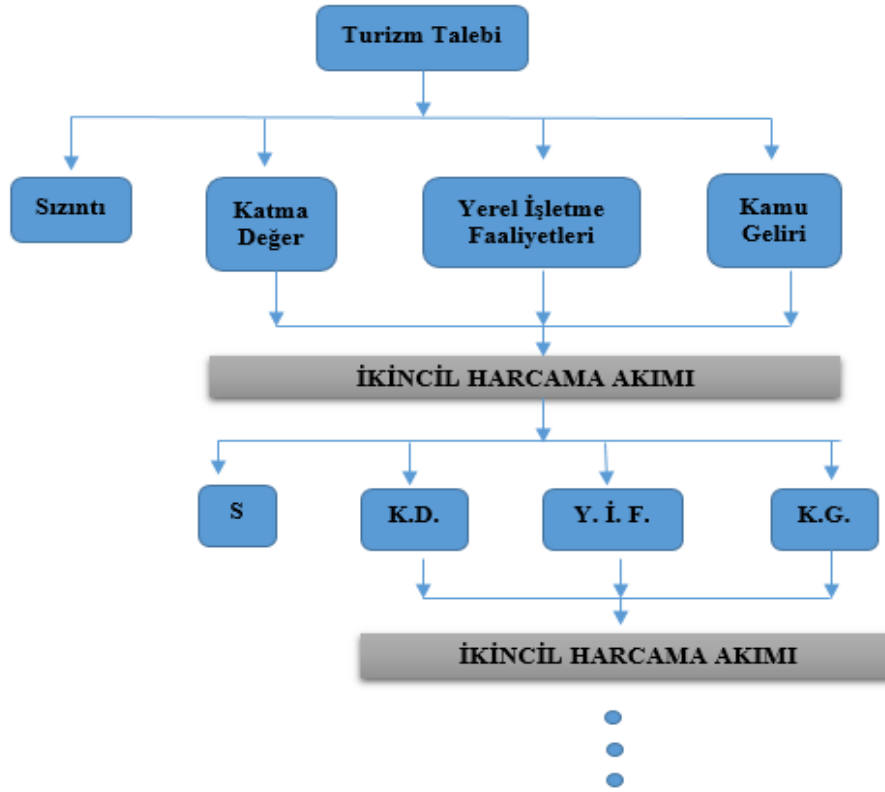 Turizm Talebi
Sızıntı
Katma
Değer
Yerel İşletme
Faaliyetleri
Kamu
Geliri
İKİNCİL HARCAMA AKIMI
S
K.D.
Y. İ. F.
K.G.
İKİNCİL HARCAMA AKIMI